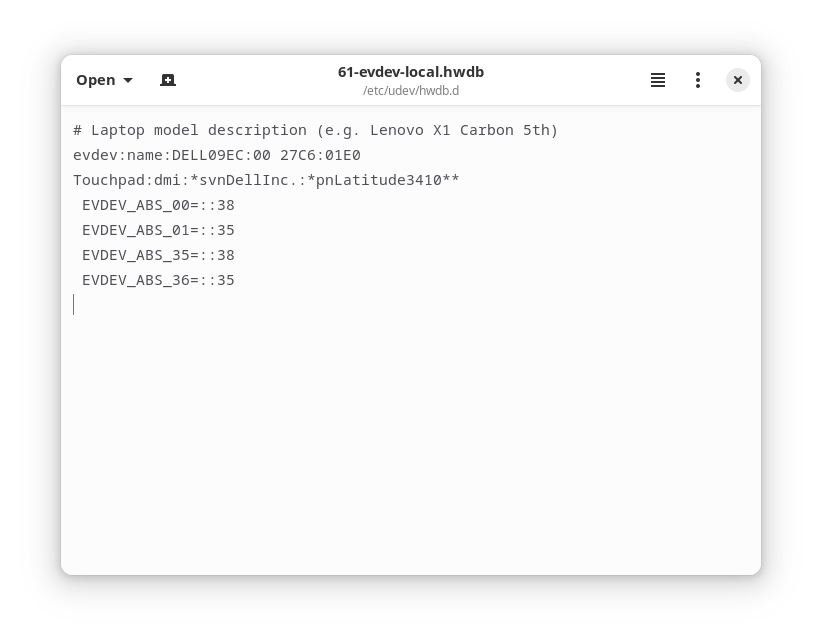 Open
61-evdev-local.hwdb
/etc/udev/hwdb.d
# Laptop model description (e.g. Lenovo X1 Carbon 5th)
evdev:name:DELL09EC:00 27C6:01E0
Touchpad:dmi:*svnDellInc.:*pnLatitude3410**
 EVDEV_ABS_00=::38
 EVDEV_ABS_01=::35
 EVDEV_ABS_35=::38
 EVDEV_ABS_36=::35